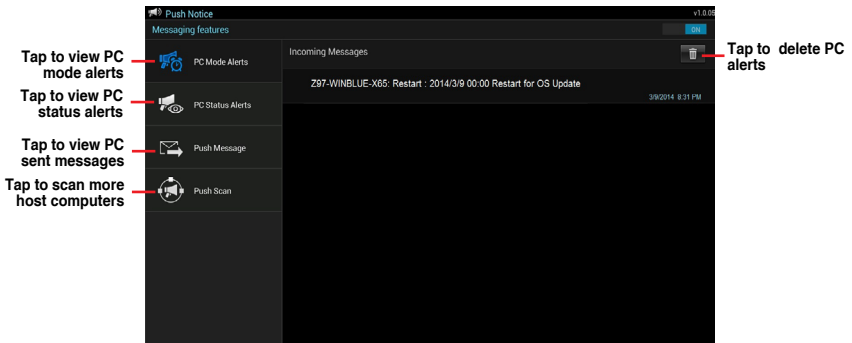 Push Notice
v1.0.05
Messaging features
ON
Tap to view PC
mode alerts
PC Mode Alerts
Incoming Messages
Tap to delete PC
alerts
Z97-WINBLUE-X65: Restart : 2014/3/9 00:00 Restart for OS Update
3/9/2014 8:31 PM
Tap to view PC
status alerts
PC Status Alerts
Tap to view PC
sent messages
Push Message
Tap to scan more
host computers
Push Scan